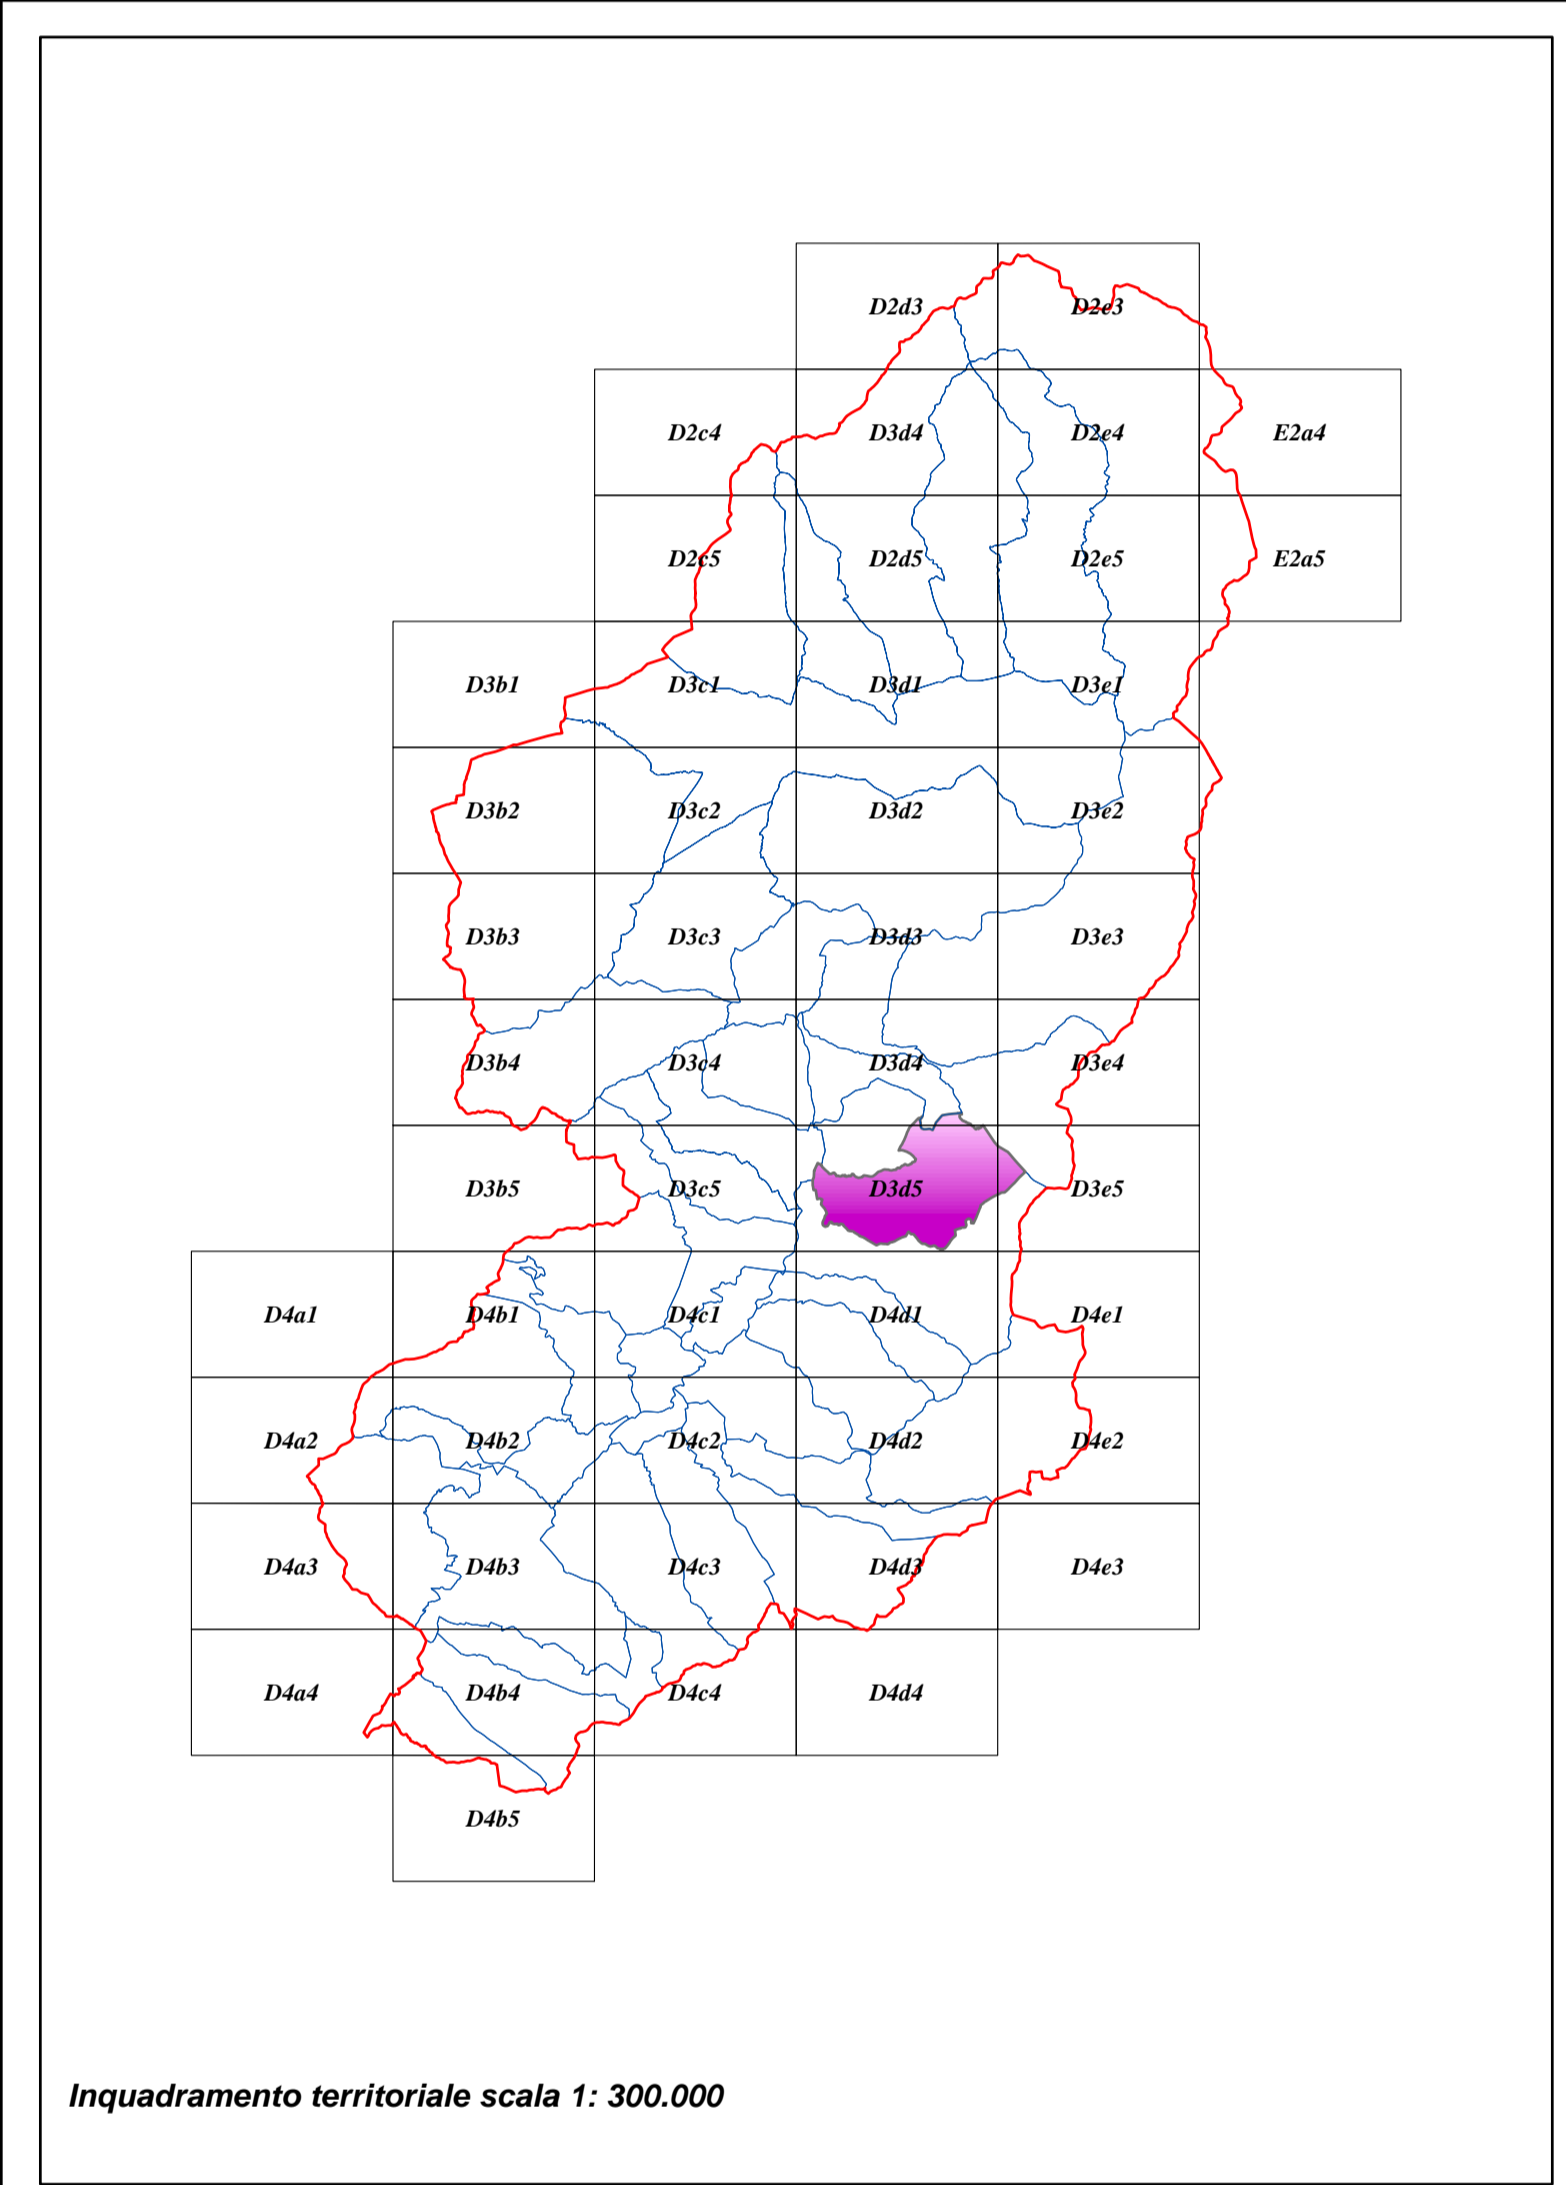 D2d3 D2e3
D2c4 D3d4 D2e4 E2a4
D2c5 D2d5 D2e5 E2a5
D3b1 D3c1 D3d1 D3e1
D3b2 D3c2 D3d2 D3e2
D3b3 D3c3 D3d3 D3e3
D3b4 D3c4 D3d4 D3e4
D3b5 D3c5 D3d5 D3e5
D4a1 D4b1 D4c1 D4d1 D4e1
D4a2 D4b2 D4c2 D4d2 D4e2
D4a3 D4b3 D4c3 D4d3 D4e3
D4a4 D4b4 D4c4 D4d4
D4b5
Inquadramento territoriale scala 1: 300.000